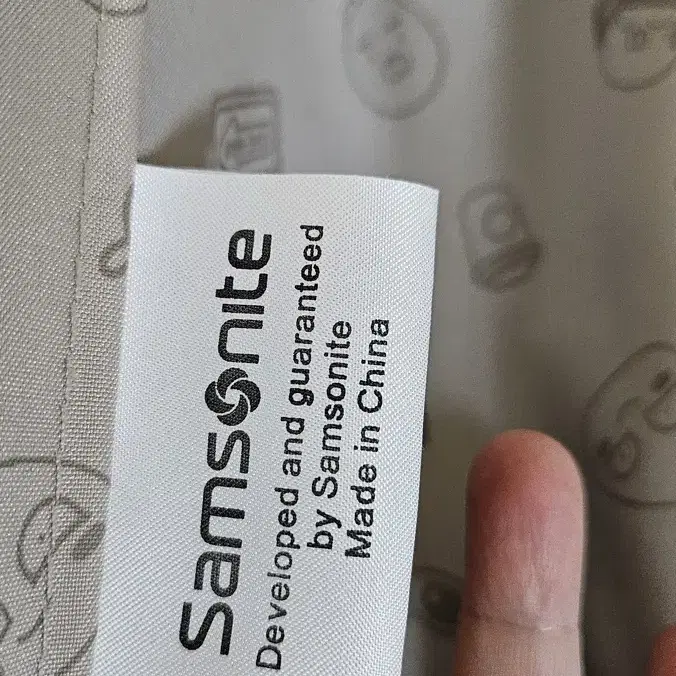 Samsonite
Developed and guaranteed
by Samsonite
Made in China